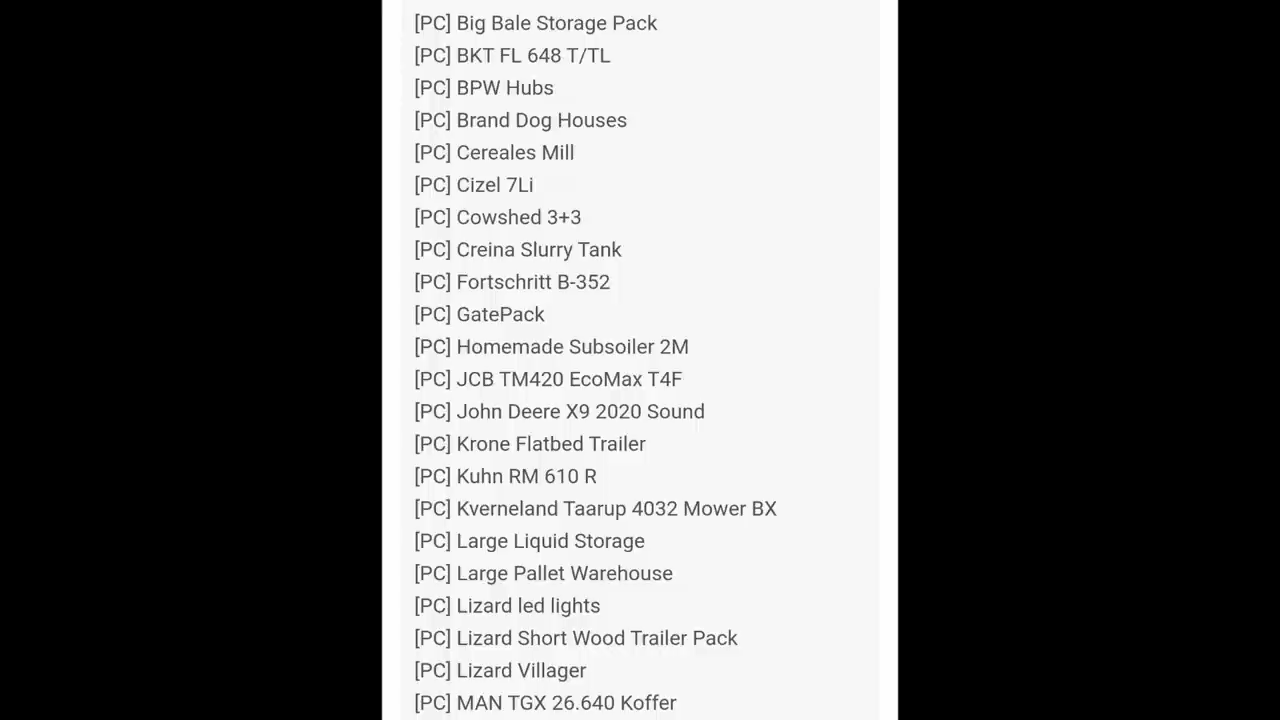 [PC] Big Bale Storage Pack
[PC] BKT FL 648 T/TL
[PC] BPW Hubs
[PC] Brand Dog Houses
[PC] Cereales Mill
[PC] Cizel 7Li
[PC] Cowshed 3+3
[PC] Creina Slurry Tank
[PC] Fortschritt B-352
[PC] GatePack
[PC] Homemade Subsoiler 2M
[PC] JCB TM420 EcoMax T4F
[PC] John Deere X9 2020 Sound
[PC] Krone Flatbed Trailer
[PC] Kuhn RM 610 R
[PC] Kverneland Taarup 4032 Mower BX
[PC] Large Liquid Storage
[PC] Large Pallet Warehouse
[PC] Lizard led lights
[PC] Lizard Short Wood Trailer Pack
[PC] Lizard Villager
[PC] MAN TGX 26.640 Koffer